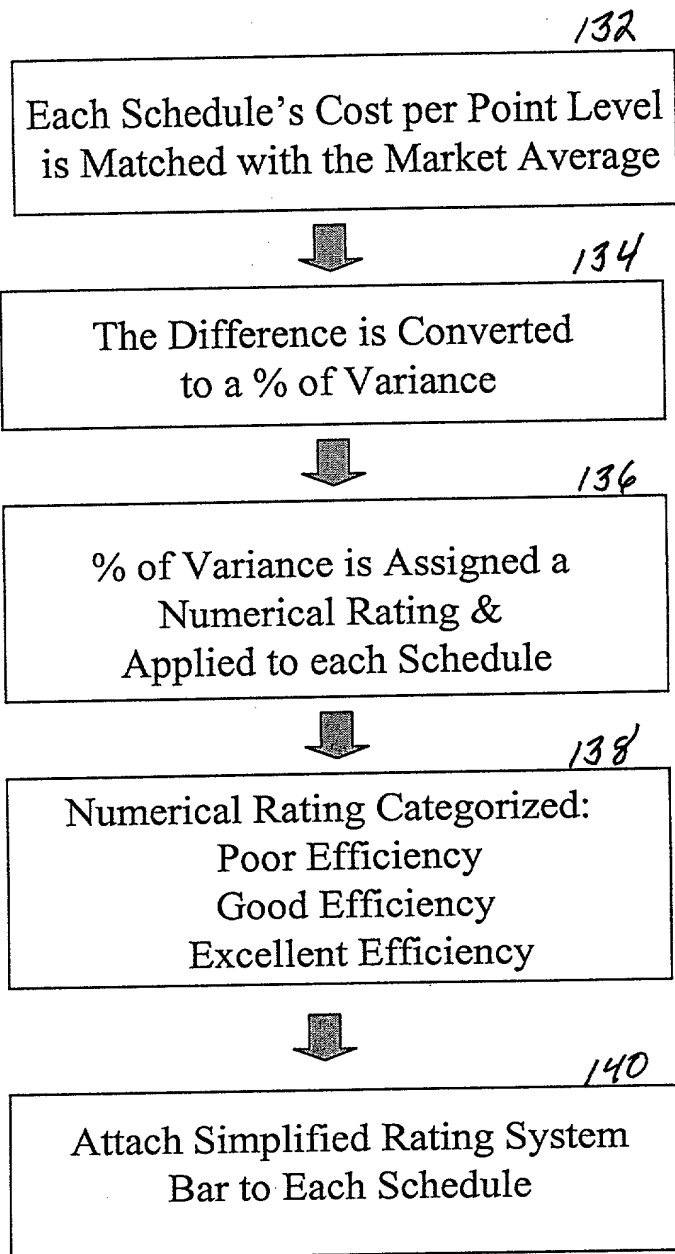 132
Each Schedule's Cost per Point Level
is Matched with the Market Average
134
The Difference is Converted
to a % of Variance
136
% of Variance is Assigned a
Numerical Rating &
Applied to each Schedule
138
Numerical Rating Categorized:
Poor Efficiency
Good Efficiency
Excellent Efficiency
140
Attach Simplified Rating System
Bar to Each Schedule